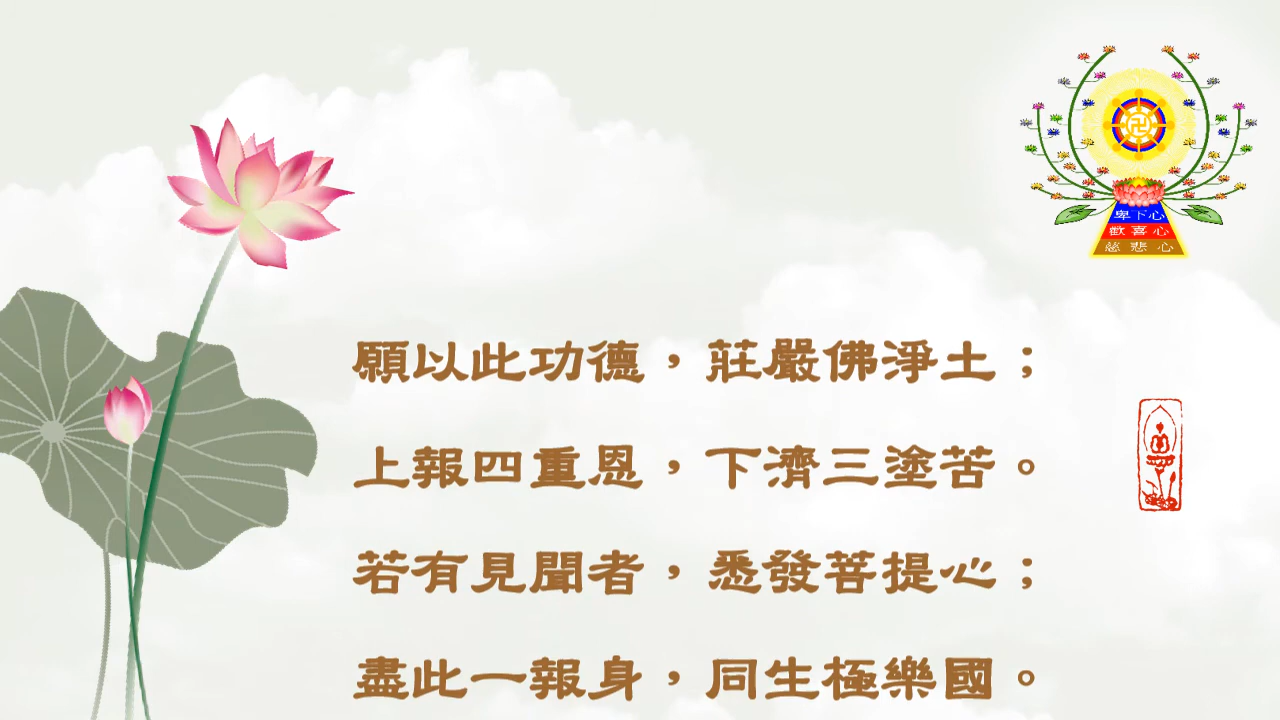 卑下心
歡喜心
慈悲心
願以此功德，莊嚴佛淨土；
上報四重恩，下濟三塗苦。
若有見聞者，悉發菩提心；
盡此一報身，同生極樂國。